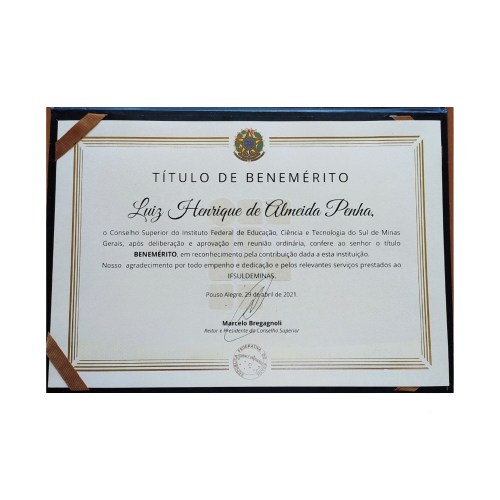 TÍTULO DE BENEMÉRITO
Luiz Henrique de Almeida Penha,
o Conselho Superior do Instituto Federal de Educação, Ciência e Tecnologia do Sul de Minas
Gerais, após deliberação e aprovação em reunião ordinária, confere ao senhor o título
BENEMÉRITO, em reconhecimento pela contribuição dada a esta instituição.
Nosso agradecimento por todo empenho e dedicação e pelos relevantes serviços prestados ao
IFSULDEMINAS.
Pouso Alegre, 29 de abril de 2021.
Marcelo Bregagnoli
Reitor e Presidente do Conselho Superior